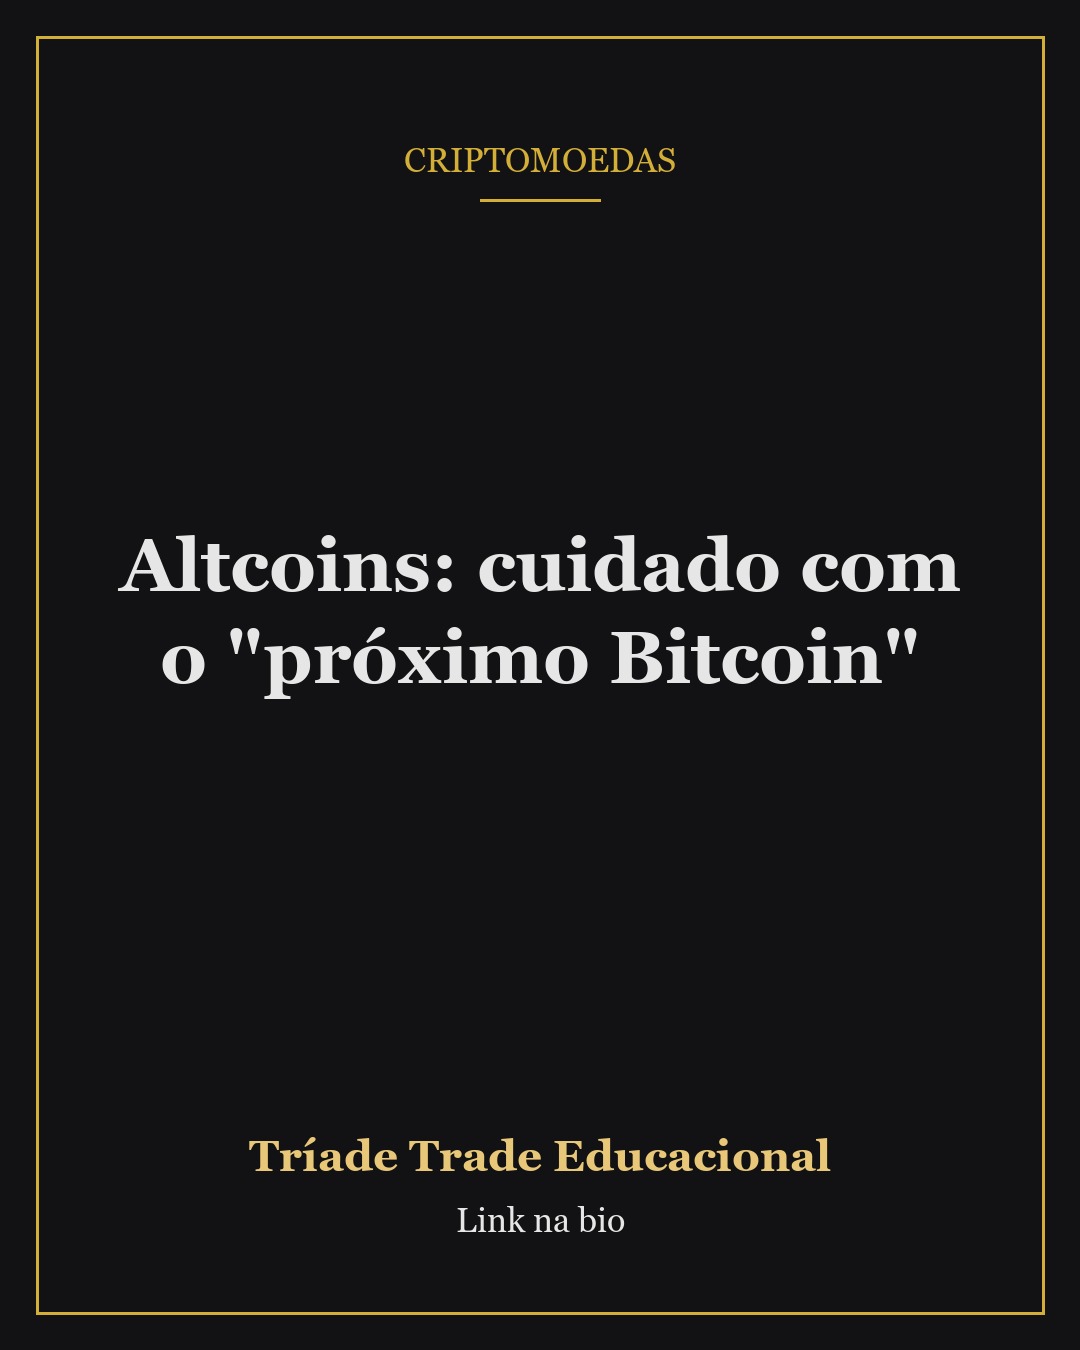 CRIPTOMOEDAS
Altcoins: cuidado com
o "próximo Bitcoin"
Tríade Trade Educacional
Link na bio